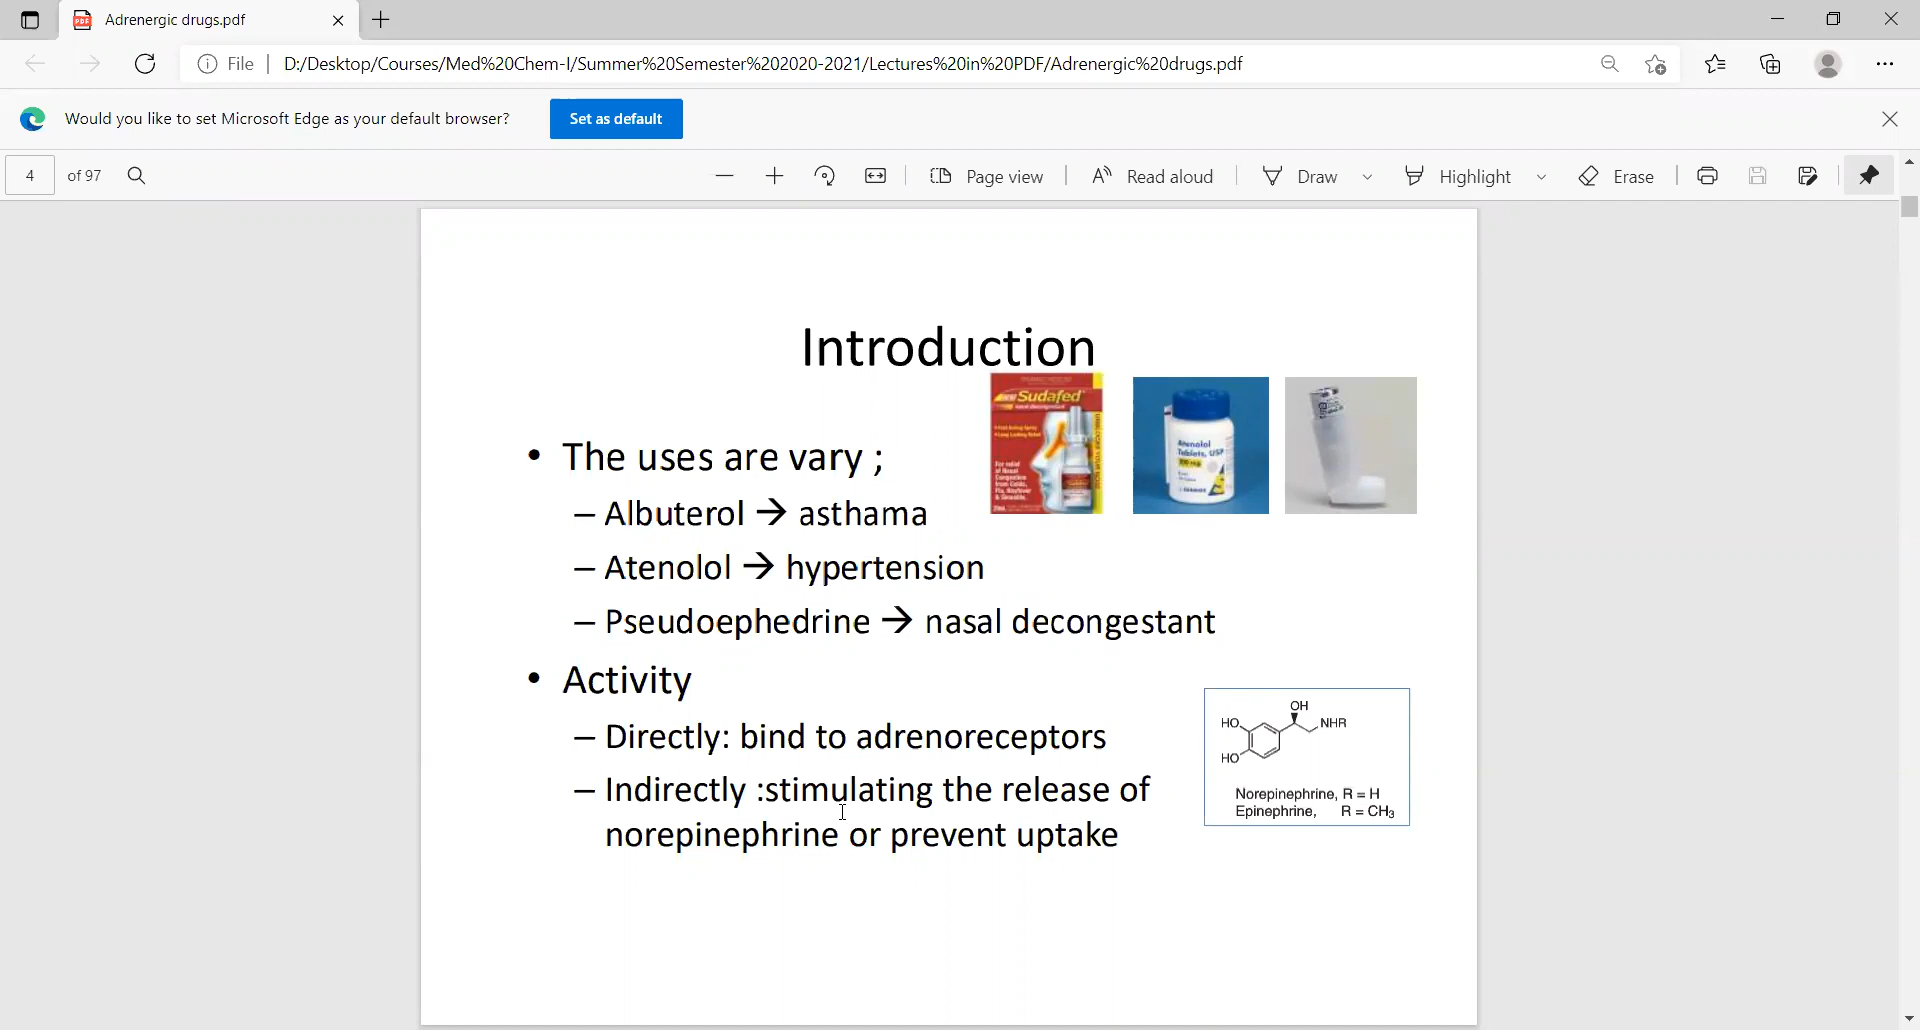 Adrenergic drugs.pdf
File
D:/Desktop/Courses/Med%20Chem-I/Summer%20Semester%202020-2021/Lectures%20in%20PDF/Adrenergic%20drugs.pdf
Would you like to set Microsoft Edge as your default browser?
Set as default
4 of 97
Page view
Read aloud
Draw
Highlight
Erase
Introduction
Sudafed
Atenolol
Tablets, USP
• The uses are vary ;
– Albuterol → asthama
– Atenolol → hypertension
– Pseudoephedrine → nasal decongestant
• Activity
– Directly: bind to adrenoreceptors
– Indirectly :stimulating the release of
norepinephrine or prevent uptake
OH
HO
NHR
HO
Norepinephrine, R = H
Epinephrine, R = CH₃